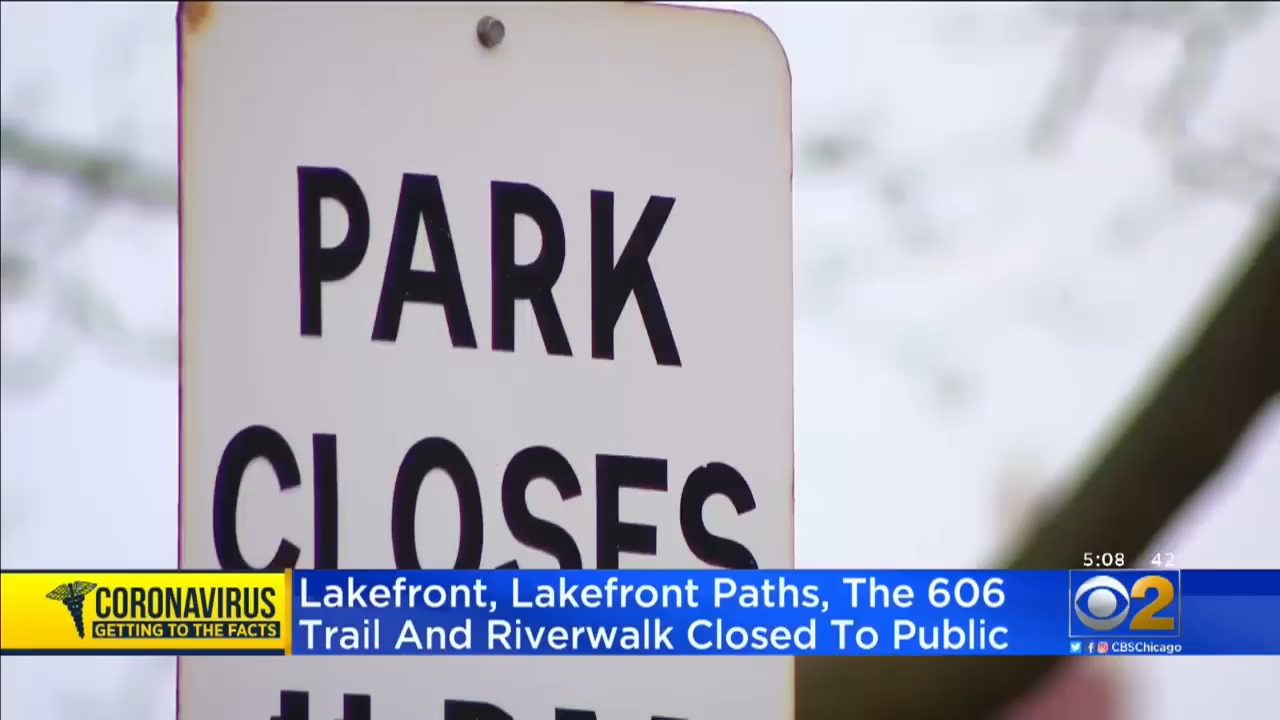 PARK
CLOSES
5:08 42
CORONAVIRUS
GETTING TO THE FACTS
Lakefront, Lakefront Paths, The 606
Trail And Riverwalk Closed To Public
2
CBSChicago